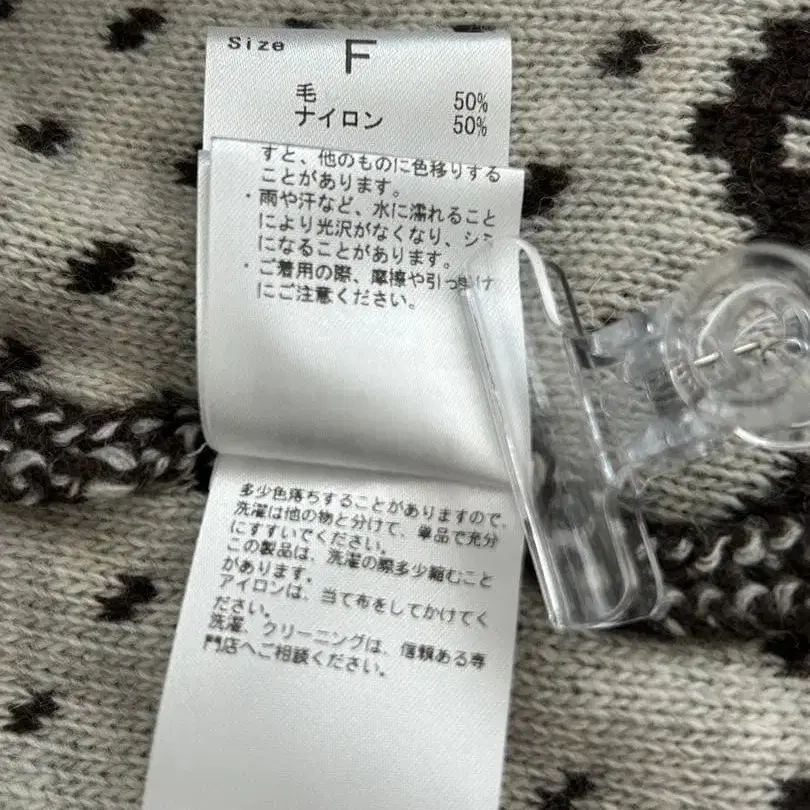 Size F
毛 50%
ナイロン 50%
すと、他のものに色移りする
ことがあります。
・雨や汗など、水に濡れること
により光沢がなくなり、シ
になることがあります。
・ご着用の際、摩擦や引っ掛け
にご注意ください。
多少色落ちすることがありますので、
洗濯は他の物と分けて、単品で充分
にすすいでください。
この製品は、洗濯の際多少縮むこと
があります。
アイロンは、当て布をしてかけてく
ださい。
洗濯、クリーニングは、信頼ある専
門店へご相談ください。